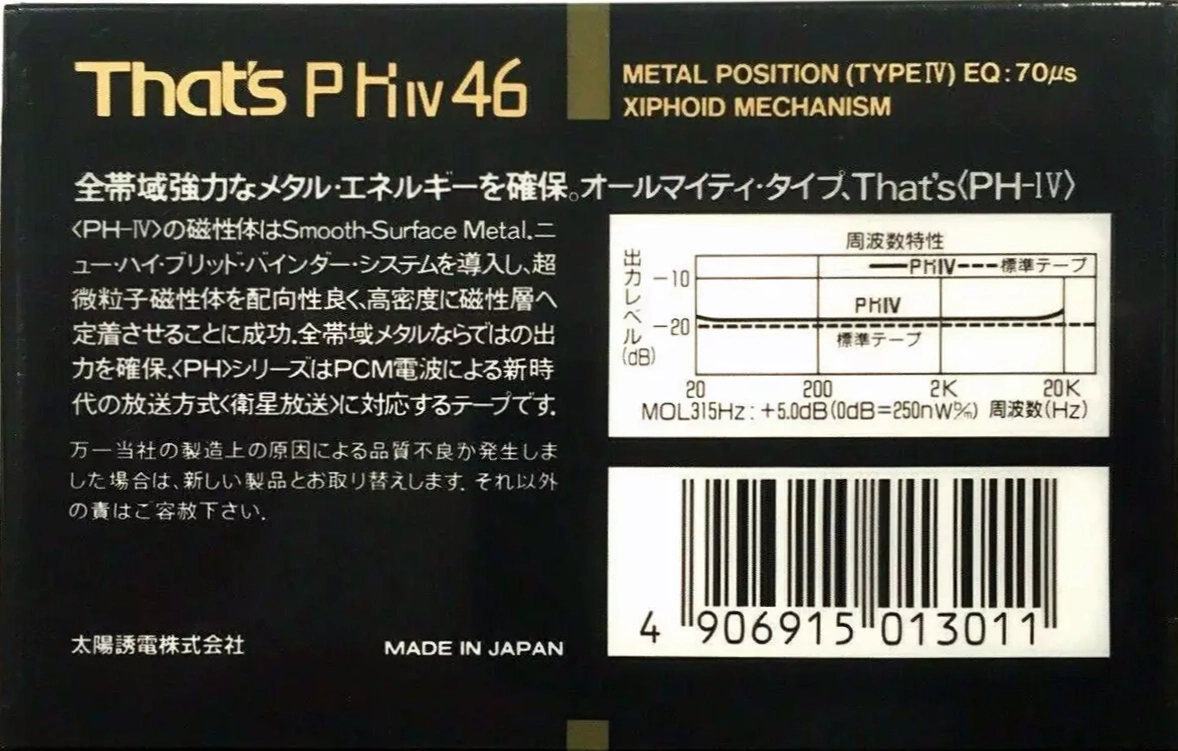 That's PHIV46
METAL POSITION (TYPEⅣ) EQ:70μs
XIPHOID MECHANISM
全帯域強力なメタル・エネルギーを確保。オールマイティ・タイプ、That's〈PH-IV〉
〈PH-Ⅳ〉の磁性体はSmooth-Surface Metal.ニ
ュー・ハイ・ブリッド・バインダー・システムを導入し、超
微粒子磁性体を配向性良く、高密度に磁性層へ
定着させることに成功.全帯域メタルならではの出
力を確保.〈PH〉シリーズはPCM電波による新時
代の放送方式〈衛星放送〉に対応するテープです.
万一当社の製造上の原因による品質不良が発生しま
した場合は、新しい製品とお取り替えします. それ以外
の責はご容赦下さい.
太陽誘電株式会社
MADE IN JAPAN
周波数特性
出力レベル(dB)
PHIV 標準テープ
-10
PHIV
-20
標準テープ
20 200 2K 20K
MOL315Hz:+5.0dB(0dB=250nW%) 周波数(Hz)
4 906915 013011